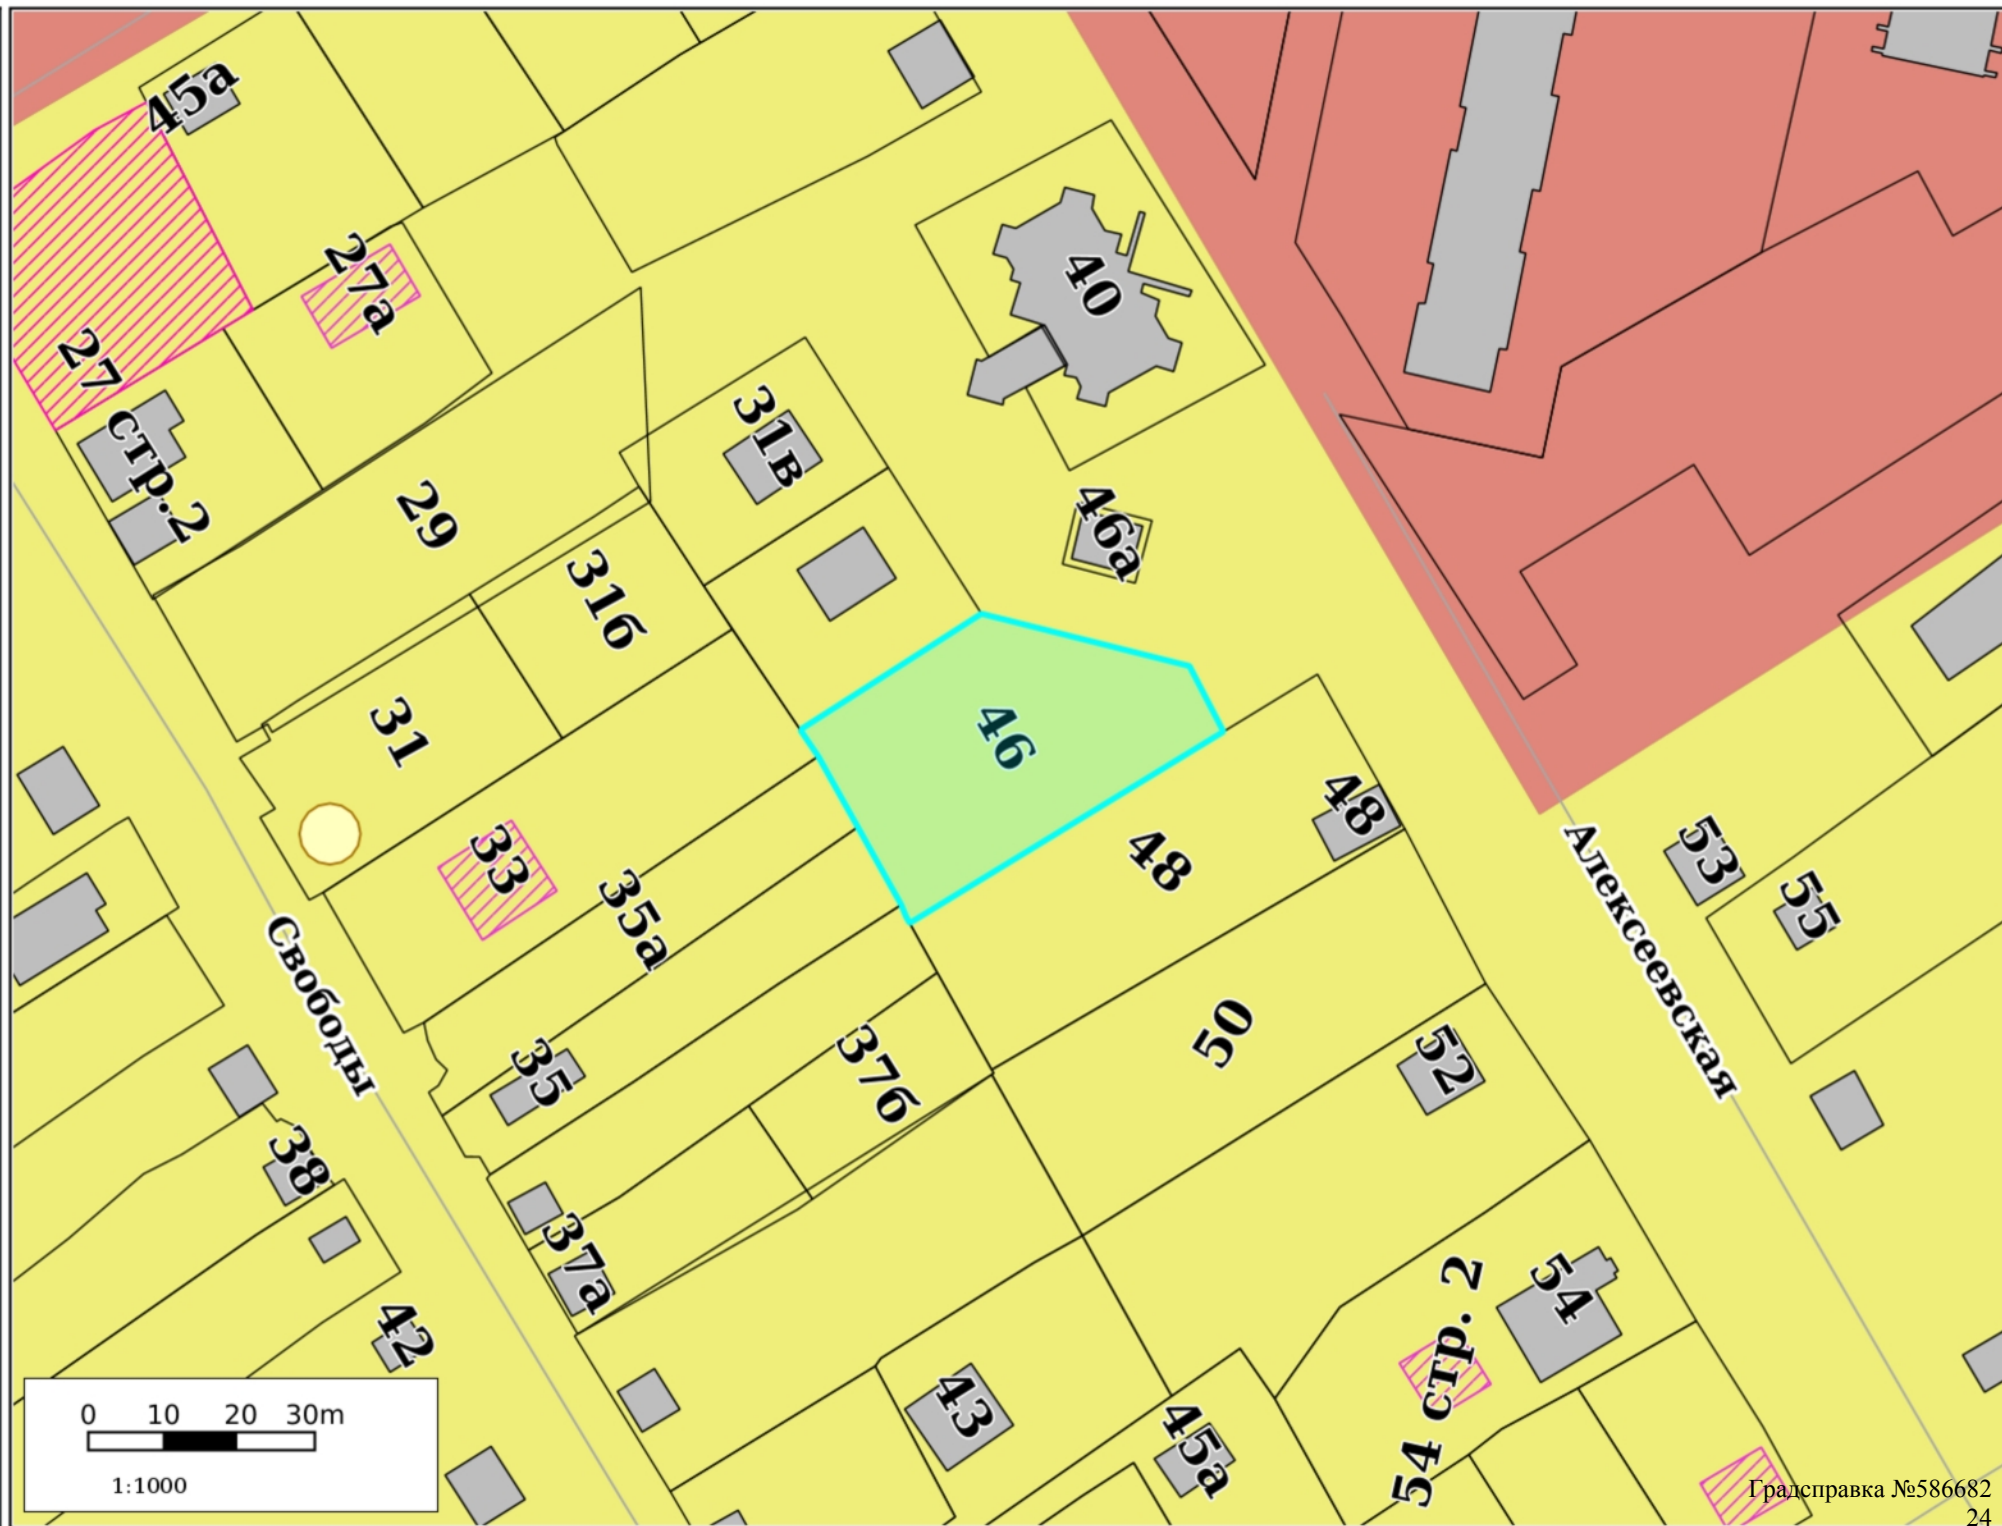 45а
27а
27
стр.2
29
31в
40
46а
31б
31
46
48
48
33
35а
53
55
Алексеевская
Свободы
50
52
37б
35
38
37а
42
54
54 стр. 2
43
45а
0 10 20 30m
1:1000
Градсправка №586682
24